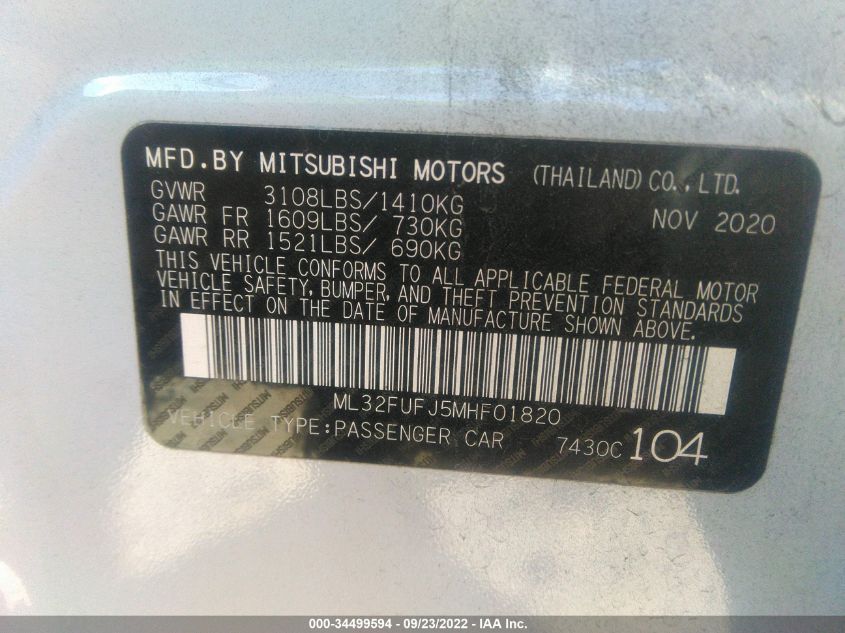 MFD.BY MITSUBISHI MOTORS (THAILAND) CO., LTD.
GVWR 3108LBS/1410KG NOV 2020
GAWR FR 1609LBS/ 730KG
GAWR RR 1521LBS/ 690KG
THIS VEHICLE CONFORMS TO ALL APPLICABLE FEDERAL MOTOR
VEHICLE SAFETY, BUMPER, AND THEFT PREVENTION STANDARDS
IN EFFECT ON THE DATE OF MANUFACTURE SHOWN ABOVE.
ML32FUFJ5MHF01820
VEHICLE TYPE:PASSENGER CAR 7430C 104
000-34499594 — 09/23/2022 — IAA Inc.